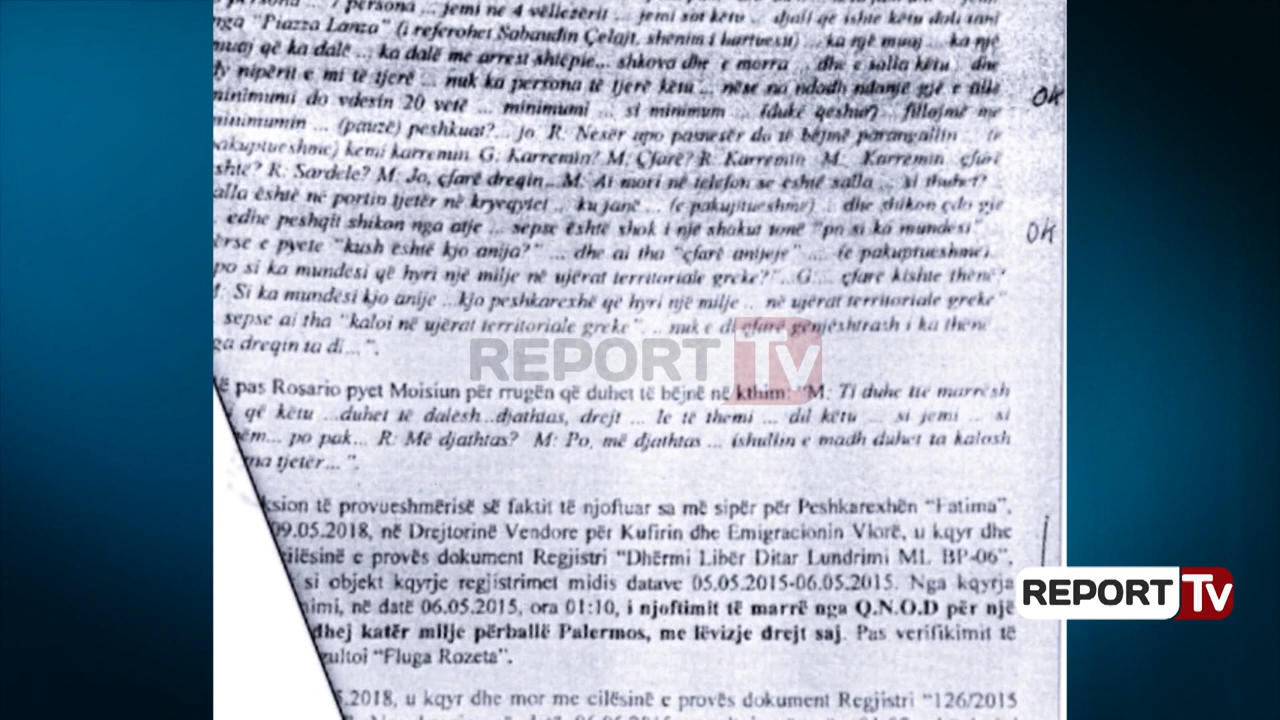 7 persona ... jemi në 4 vëllezërit ... jemi sot këtu ... djali që ishte këtu doli tani
nga "Piazza Lanza" (i referohet Sabaudin Çelajt, shënim i hartuesit) ... ka një muaj ... ka një
muaj që ka dalë ... ka dalë me arrest shtëpie... shkova dhe e morra ... dhe e solla këtu ... dhe
dy nipërit e mi të tjerë ... nuk ka persona të tjerë këtu ... nëse na ndodh ndonjë gjë e tillë
minimumi do vdesin 20 vetë ... minimumi ... si minimum ... (duke qeshur) ... fillojmë me
OK
minimumin ... (pauzë) peshkuat?... jo R: Nesër apo pasnesër do të bëjmë parangallin ... (e
pakuptueshme) kemi karremin G: Karremin? M: Çfarë? R: Karremin M: Karremin çfarë
shtë? R: Sardele? M: Jo, çfarë dreqin...M: Ai mori në telefon se është salla ... si thuhet?
alla është në portin tjetër në kryeqytet ... ku janë ... (e pakuptueshme) ... dhe shikon çdo gjë
edhe peshqit shikon nga atje ... sepse është shok i një shokut tonë "po si ka mundesi"
OK
ërse e pyete "kush është kjo anija?" ... dhe ai tha "çfarë anijeje" ... (e pakuptueshme)
po si ka mundesi që hyri një milje në ujërat territoriale greke?"...G: ... çfarë kishte thënë?
M: Si ka mundesi kjo anije ...kjo peshkarexhë që hyri një milje .. në ujërat territoriale greke"
sepse ai tha "kaloi në ujërat territoriale greke". .. nuk e di çfarë gënjeshtrash i ka thënë
ga dreqin ta di...".
REPORT Tv
ë pas Rosario pyet Moisiun për rrugën që duhet të bëjnë në kthim: "M: Ti duhe tte marrësh
që këtu ...duhet të dalësh...djathtas, drejt ... le të themi ... dil këtu ... si jemi ... si
ëm... po pak... R: Më djathtas? M: Po, më djathtas ... ishullin e madh duhet ta kalosh
na tjetër... ".
ksion të provueshmërisë së faktit të njoftuar sa më sipër për Peshkarexhën "Fatima",
09.05.2018, në Drejtorinë Vendore për Kufirin dhe Emigracionin Vlorë, u kqyr dhe
cilësinë e provës dokument Regjistri "Dhërmi Libër Ditar Lundrimi ML BP-06",
si objekt kqyrje regjistrimet midis datave 05.05.2015-06.05.2015. Nga kqyrja
REPORT Tv
nimi, në datë 06.05.2015, ora 01:10, i njoftimit të marrë nga Q.N.O.D për një
dhej katër milje përballë Palermos, me lëvizje drejt saj. Pas verifikimit të
zultoi "Fluga Rozeta".
5.2018, u kqyr dhe mor me cilësinë e provës dokument Regjistri "126/2015